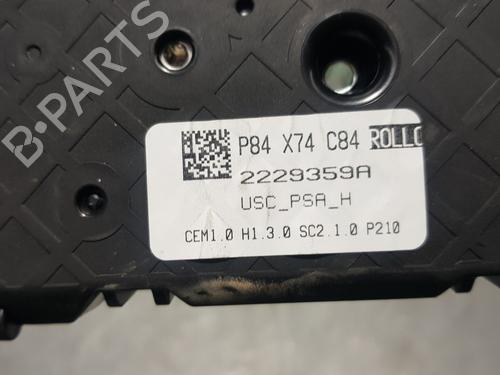 B-PARTS
P84 X74 C84 ROLLO
2229359A
USC_PSA_H
CEM1.0 H1.3.0 SC2.1.0 P210